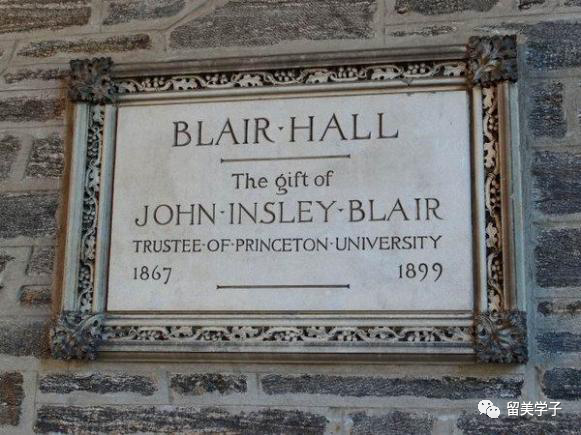 BLAIR·HALL
The gift of
JOHN·INSLEY·BLAIR
TRUSTEE·OF·PRINCETON·UNIVERSITY
1867 1899
留美学子